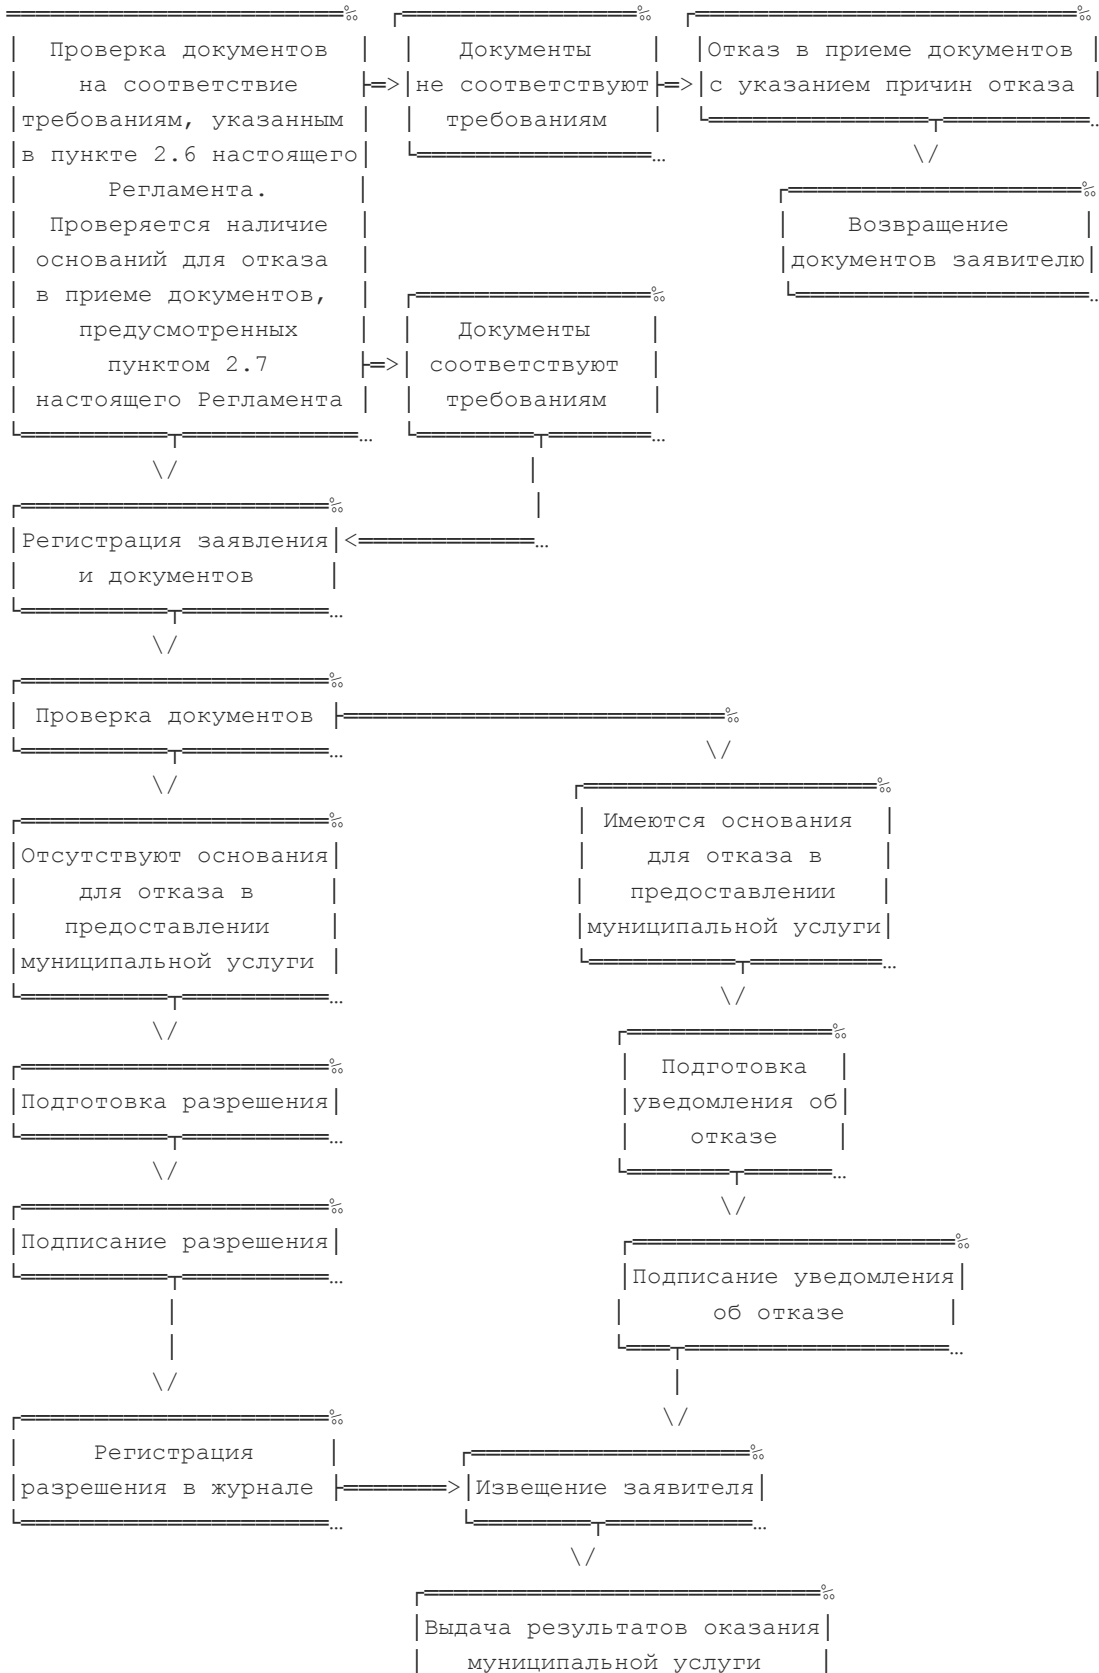 Проверка документов
на соответствие
требованиям, указанным
в пункте 2.6 настоящего
Регламента.
Проверяется наличие
оснований для отказа
в приеме документов,
предусмотренных
пунктом 2.7
настоящего Регламента
Документы
не соответствуют
требованиям
Отказ в приеме документов
с указанием причин отказа
Возвращение
документов заявителю
Документы
соответствуют
требованиям
Регистрация заявления
и документов
Проверка документов
Отсутствуют основания
для отказа в
предоставлении
муниципальной услуги
Имеются основания
для отказа в
предоставлении
муниципальной услуги
Подготовка разрешения
Подготовка
уведомления об
отказе
Подписание разрешения
Подписание уведомления
об отказе
Регистрация
разрешения в журнале
Извещение заявителя
Выдача результатов оказания
муниципальной услуги